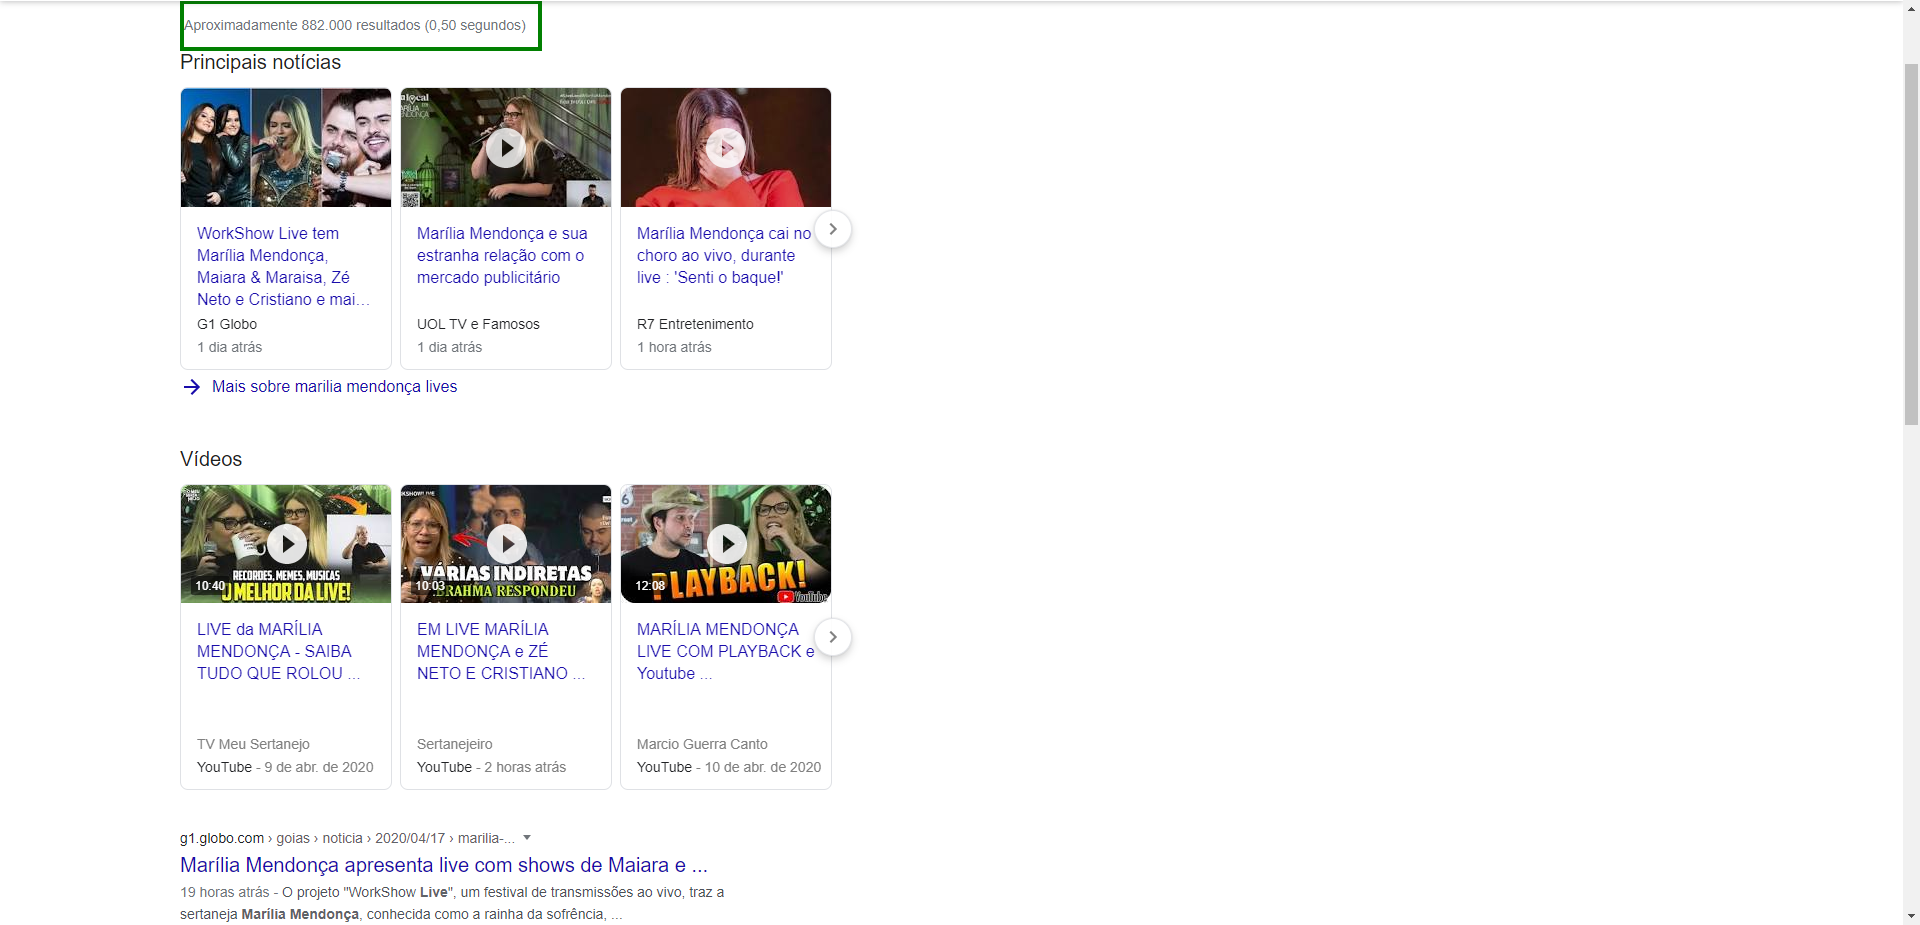 Aproximadamente 882.000 resultados (0,50 segundos)
Principais notícias
WorkShow Live tem
Marília Mendonça,
Maiara & Maraisa, Zé
Neto e Cristiano e mai...
G1 Globo
1 dia atrás
Marília Mendonça e sua
estranha relação com o
mercado publicitário
UOL TV e Famosos
1 dia atrás
Marília Mendonça cai no
choro ao vivo, durante
live : 'Senti o baque!'
R7 Entretenimento
1 hora atrás
Mais sobre marilia mendonça lives
Vídeos
RECORDES, MEMES, MUSICAS
O MELHOR DA LIVE!
10:40
LIVE da MARÍLIA
MENDONÇA - SAIBA
TUDO QUE ROLOU ...
TV Meu Sertanejo
YouTube - 9 de abr. de 2020
VÁRIAS INDIRETAS
BRAHMA RESPONDEU
10:03
EM LIVE MARÍLIA
MENDONÇA e ZÉ
NETO E CRISTIANO ...
Sertanejeiro
YouTube - 2 horas atrás
PLAYBACK!
12:08
YouTube
MARÍLIA MENDONÇA
LIVE COM PLAYBACK e
Youtube ...
Marcio Guerra Canto
YouTube - 10 de abr. de 2020
g1.globo.com › goias › noticia › 2020/04/17 › marilia-...
Marília Mendonça apresenta live com shows de Maiara e ...
19 horas atrás - O projeto "WorkShow Live", um festival de transmissões ao vivo, traz a
sertaneja Marília Mendonça, conhecida como a rainha da sofrência, ...